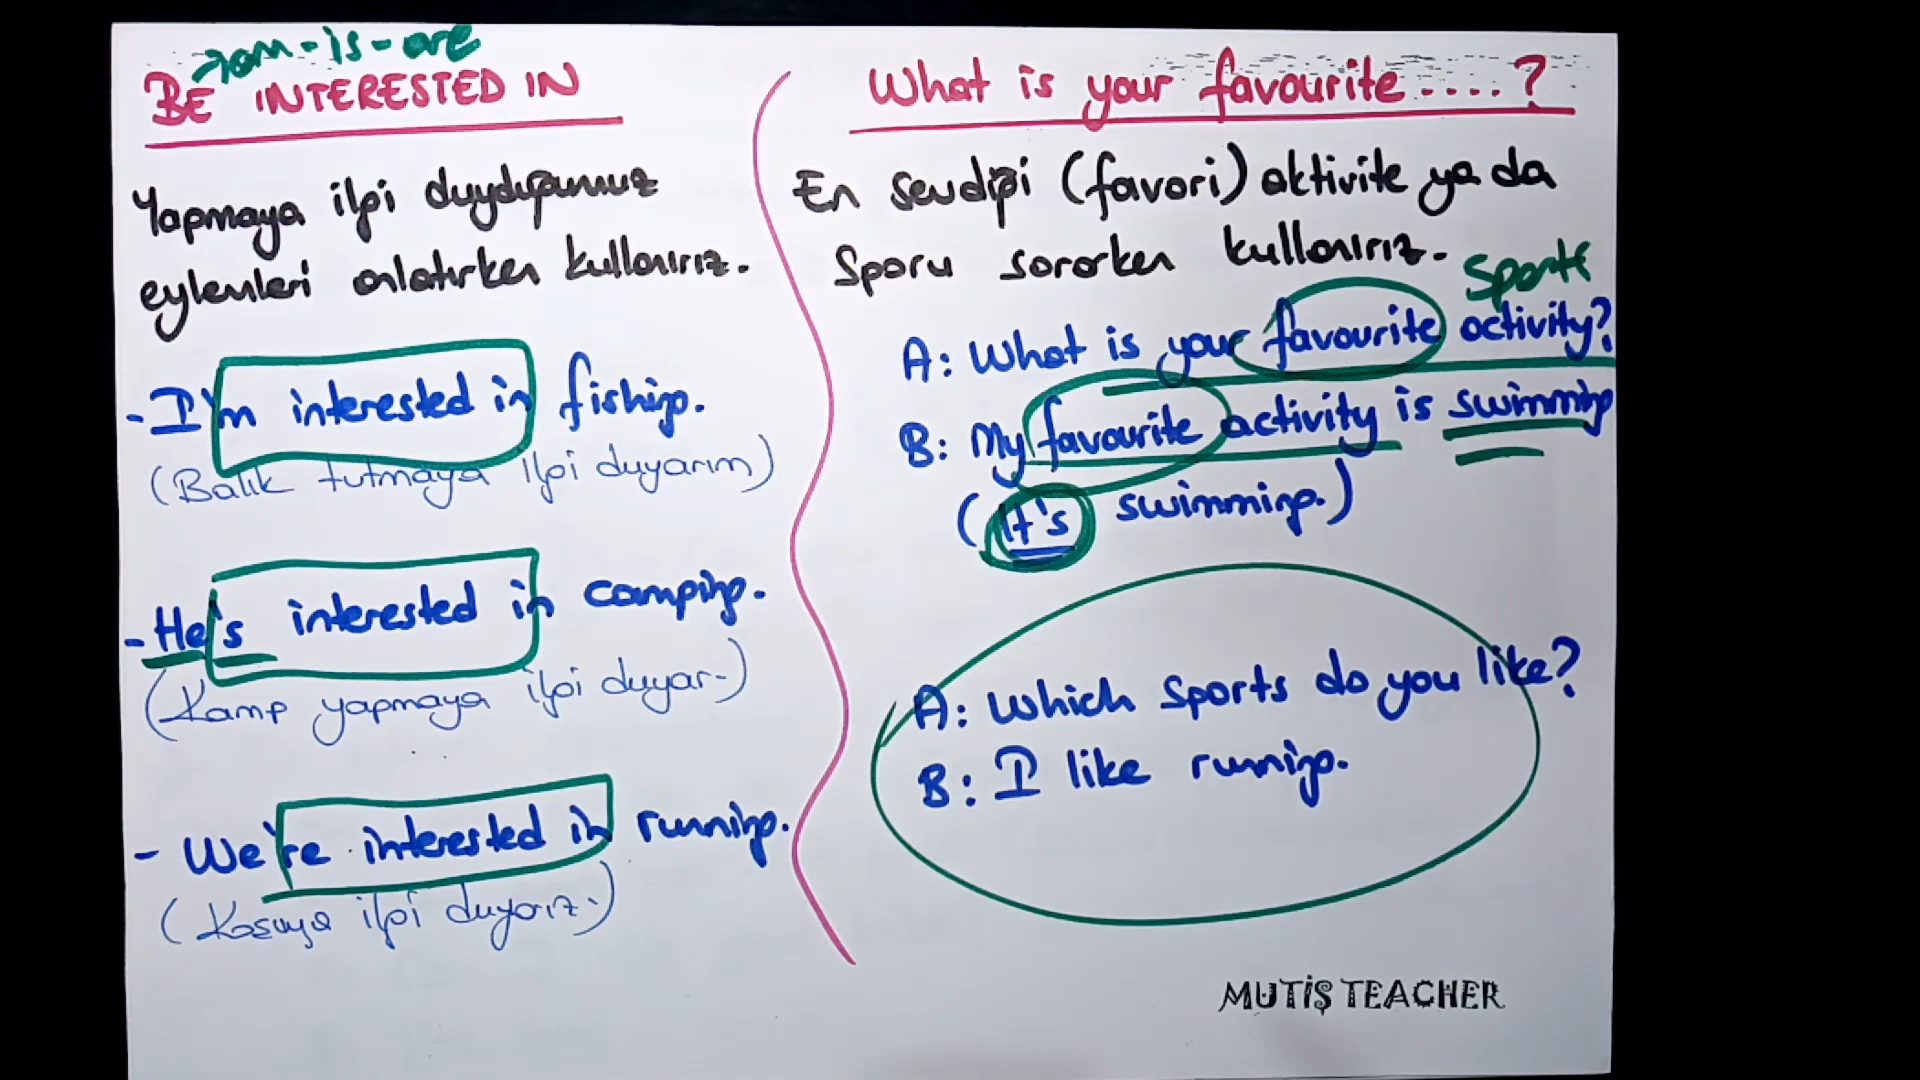 →am-is-are
BE INTERESTED IN
Yapmaya ilgi duyduğumuz
eylemleri anlatırken kullanırız.
- I'm interested in fishing.
(Balık tutmaya ilgi duyarım)
- He's interested in camping.
(Kamp yapmaya ilgi duyar.)
- We're interested in running.
(Koşuya ilgi duyarız.)
What is your favourite ....?
En sevdiği (favori) aktivite ya da
Sporu sorarken kullanırız.
Sports
A: What is your favourite activity?
B: My favourite activity is swimming
(It's swimming.)
A: Which sports do you like?
B: I like running.
MUTİŞ TEACHER